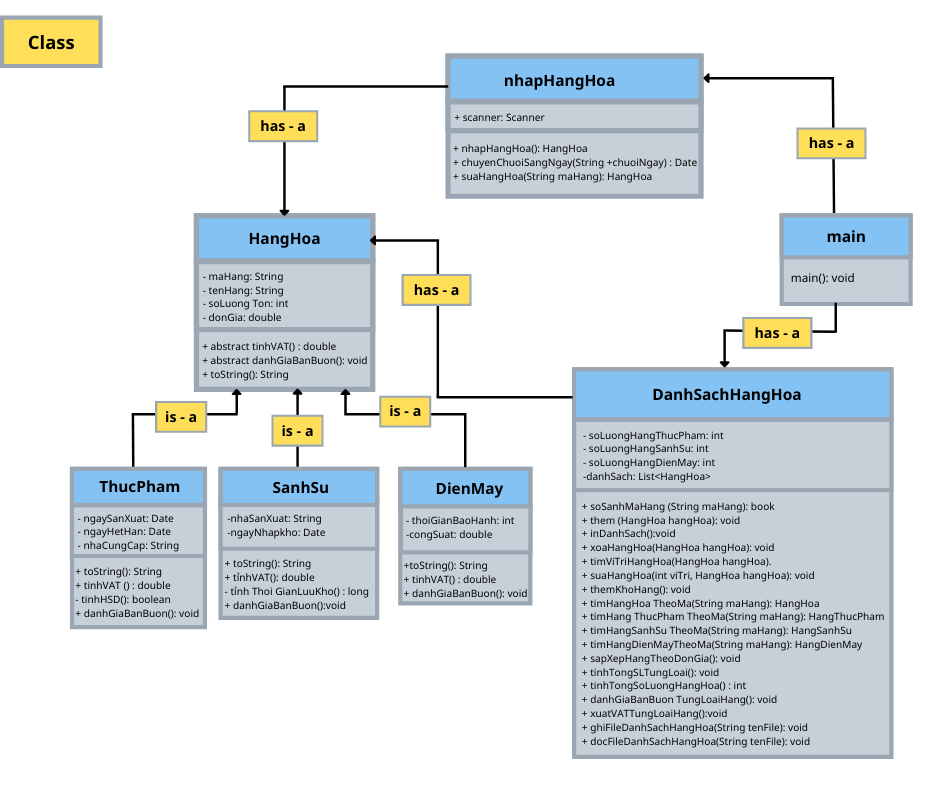 Class
nhapHangHoa
+ scanner: Scanner
+ nhapHangHoa(): HangHoa
+ chuyenChuoiSangNgay(String +chuoiNgay) : Date
+ suaHangHoa(String maHang): HangHoa
has - a
has - a
HangHoa
- maHang: String
- tenHang: String
- soLuong Ton: int
- donGia: double
+ abstract tinhVAT() : double
+ abstract danhGiaBanBuon(): void
+ toString(): String
main
main(): void
has - a
has - a
is - a
is - a
is - a
ThucPham
- ngaySanXuat: Date
- ngayHetHan: Date
- nhaCungCap: String
+ toString(): String
+ tinhVAT () : double
- tinhHSD(): boolean
+ danhGiaBanBuon(): void
SanhSu
-nhaSanXuat: String
-ngayNhapkho: Date
+ toString(): String
+ tỉnhVAT(): double
- tỉnh Thoi GianLuuKho() : long
+ danhGiaBanBuon():void
DienMay
- thoiGianBaoHanh: int
-congSuat: double
+toString(): String
+ tinhVAT() : double
+ danhGiaBanBuon(): void
DanhSachHangHoa
- soLuongHangThucPham: int
- soLuongHangSanhSu: int
- soLuongHangDienMay: int
-danhSach: List<HangHoa>
+ soSanhMaHang (String maHang): book
+ them (HangHoa hangHoa): void
+ inDanhSach():void
+ xoaHangHoa(HangHoa hangHoa): void
+ timViTriHangHoa(HangHoa hangHoa).
+ suaHangHoa(int viTri, HangHoa hangHoa): void
+ themKhoHang(): void
+ timHangHoa TheoMa(String maHang): HangHoa
+ timHang ThucPham TheoMa(String maHang): HangThucPham
+ timHangSanhSu TheoMa(String maHang): HangSanhSu
+ timHangDienMayTheoMa(String maHang): HangDienMay
+ sapXepHangTheoDonGia(): void
+ tinhTongSLTungLoai(): void
+ tinhTongSoLuongHangHoa() : int
+ danhGiaBanBuon TungLoaiHang(): void
+ xuatVATTungLoaiHang():void
+ ghiFileDanhSachHangHoa(String tenFile): void
+ docFileDanhSachHangHoa(String tenFile): void